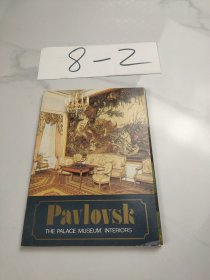 8-2
Pavlovsk
THE PALACE MUSEUM. INTERIORS